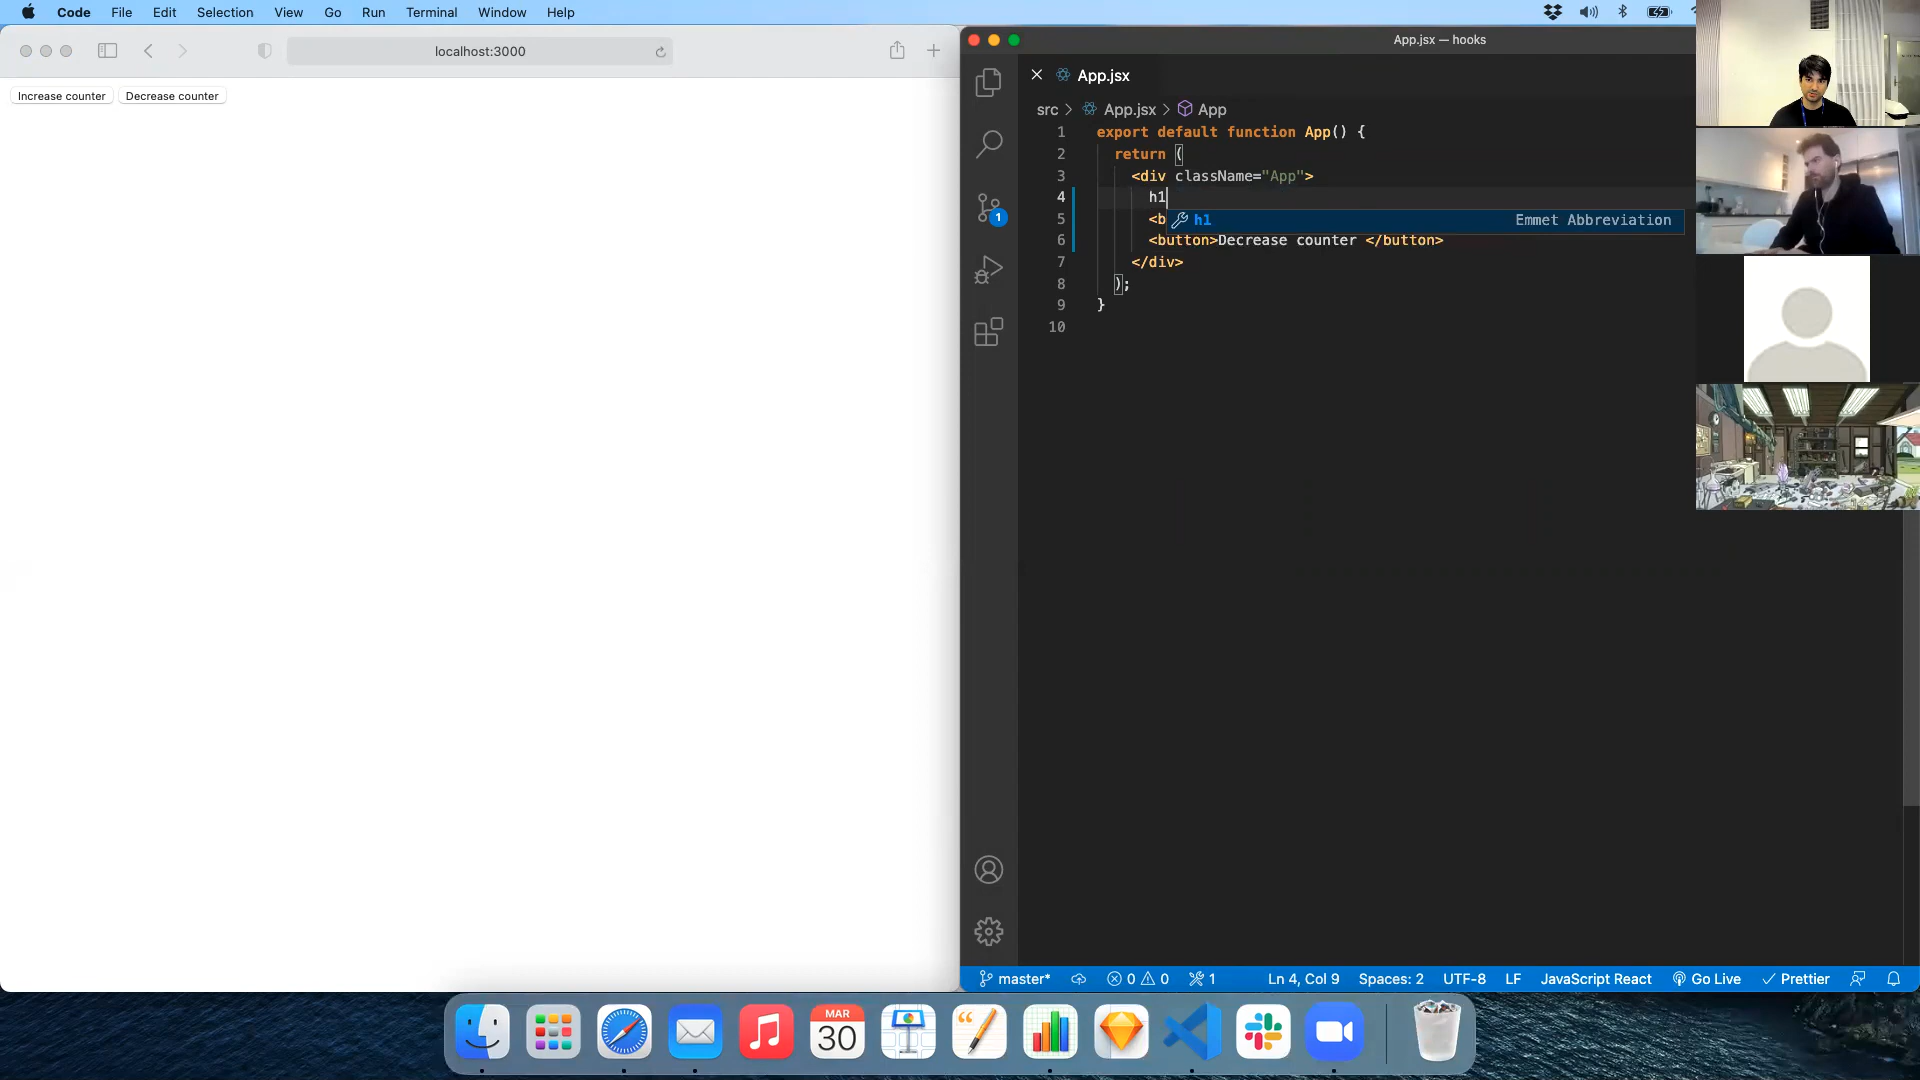 Code File Edit Selection View Go Run Terminal Window Help
localhost:3000
Increase counter Decrease counter
App.jsx — hooks
App.jsx
src > App.jsx > App
1 export default function App() {
2 return (
3 <div className="App">
4 h1
h1 Emmet Abbreviation
5 <b
6 <button>Decrease counter </button>
7 </div>
8 );
9 }
10
1
master* 0 0 1 Ln 4, Col 9 Spaces: 2 UTF-8 LF JavaScript React Go Live Prettier
MAR
30